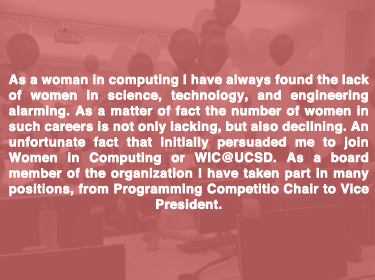 As a woman in computing I have always found the lack
of women in science, technology, and engineering
alarming. As a matter of fact the number of women in
such careers is not only lacking, but also declining. An
unfortunate fact that initially persuaded me to join
Women in Computing or WIC@UCSD. As a board
member of the organization I have taken part in many
positions, from Programming Competitio Chair to Vice
President.